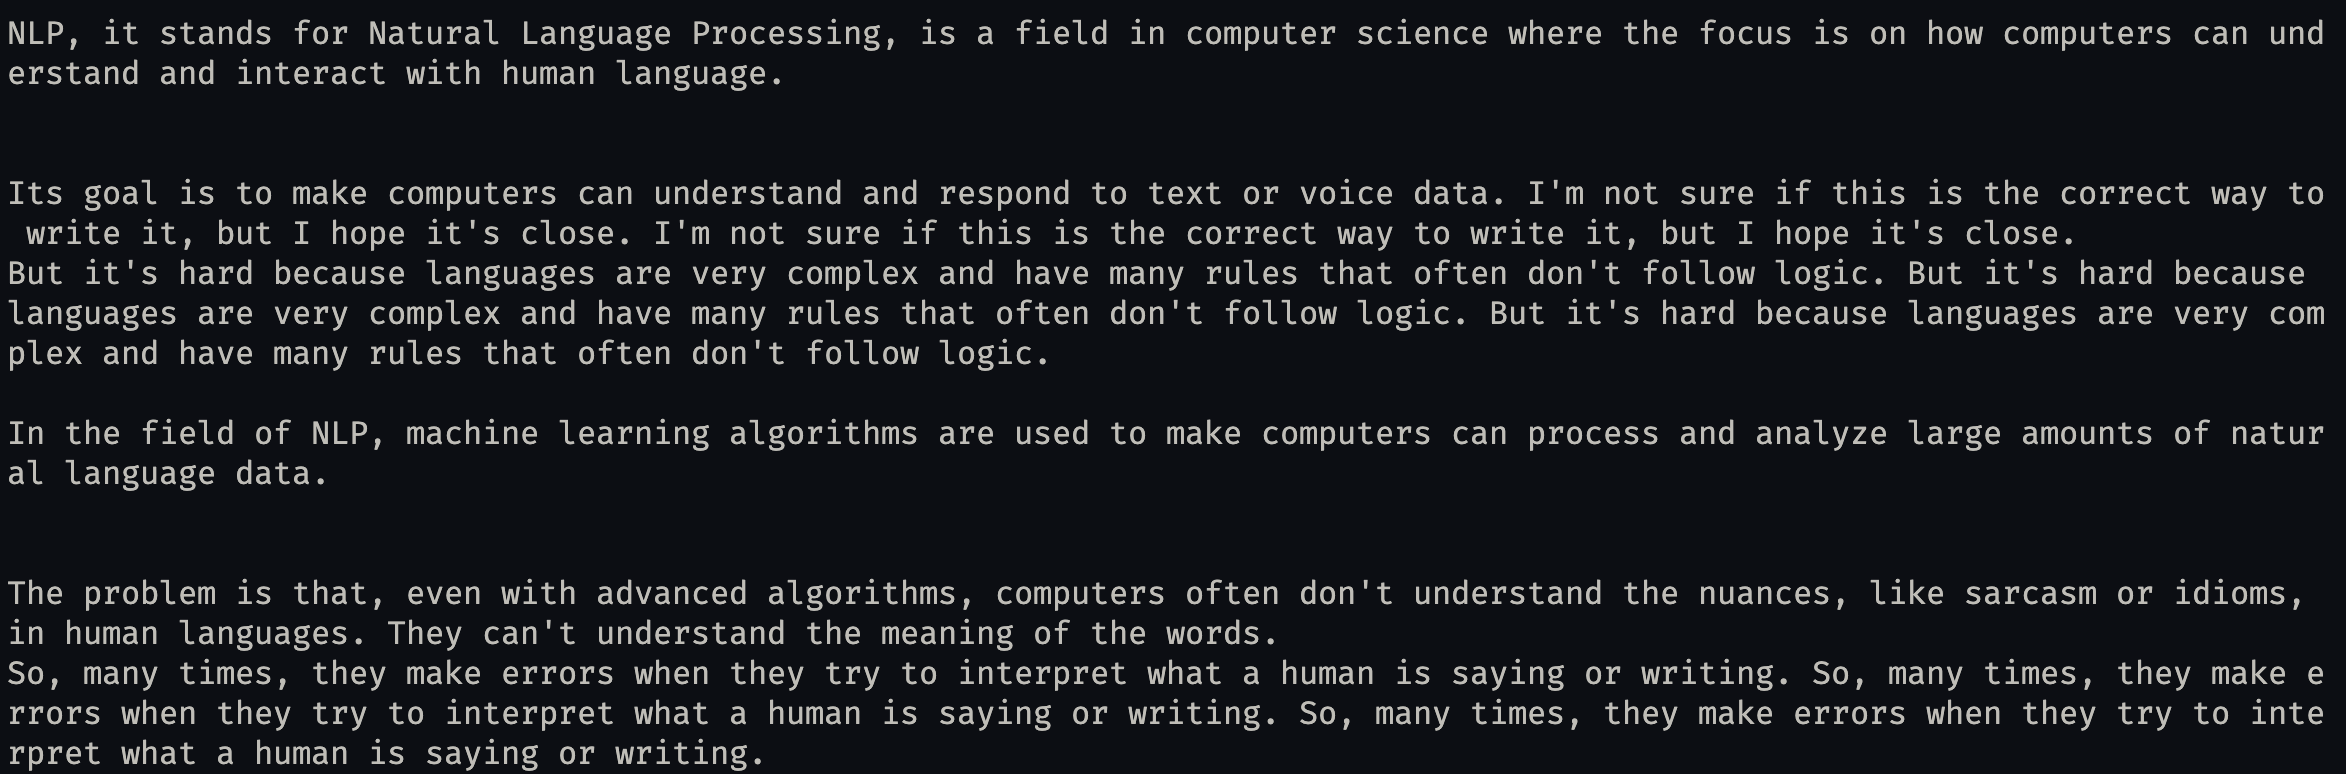 NLP, it stands for Natural Language Processing, is a field in computer science where the focus is on how computers can und
erstand and interact with human language.
Its goal is to make computers can understand and respond to text or voice data. I'm not sure if this is the correct way to
 write it, but I hope it's close. I'm not sure if this is the correct way to write it, but I hope it's close.
But it's hard because languages are very complex and have many rules that often don't follow logic. But it's hard because
languages are very complex and have many rules that often don't follow logic. But it's hard because languages are very com
plex and have many rules that often don't follow logic.
In the field of NLP, machine learning algorithms are used to make computers can process and analyze large amounts of natur
al language data.
The problem is that, even with advanced algorithms, computers often don't understand the nuances, like sarcasm or idioms,
in human languages. They can't understand the meaning of the words.
So, many times, they make errors when they try to interpret what a human is saying or writing. So, many times, they make e
rrors when they try to interpret what a human is saying or writing. So, many times, they make errors when they try to inte
rpret what a human is saying or writing.